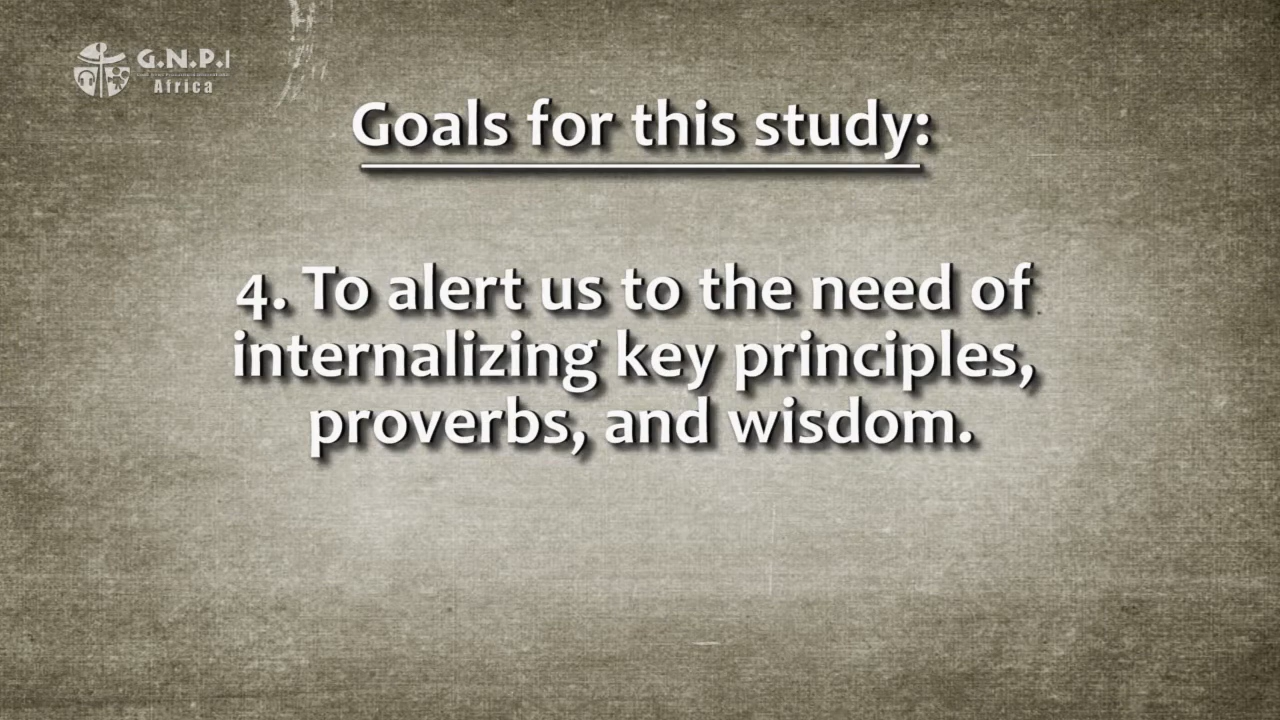 G.N.P.I
Africa
Goals for this study:
4. To alert us to the need of
internalizing key principles,
proverbs, and wisdom.